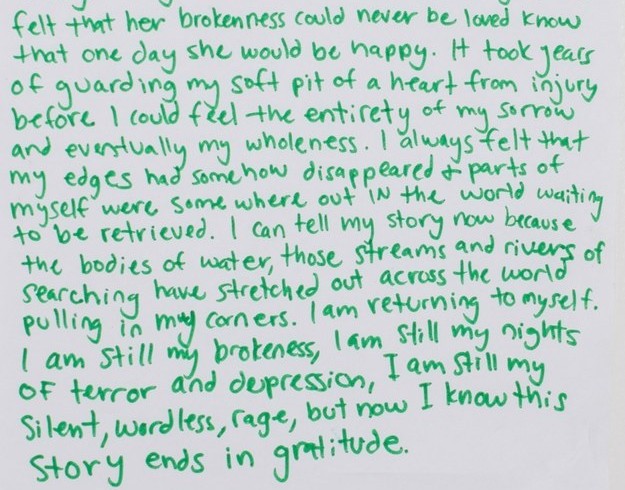 felt that her brokenness could never be loved know
that one day she would be happy. It took years
of guarding my soft pit of a heart from injury
before I could feel the entirety of my sorrow
and eventually my wholeness. I always felt that
my edges had somehow disappeared & parts of
myself were some where out IN the world waiting
to be retrieved. I can tell my story now because
the bodies of water, those streams and rivers of
searching have stretched out across the world
pulling in my corners. I am returning to myself.
I am still my brokeness, I am still my nights
of terror and depression, I am still my
silent, wordless, rage, but now I know this
story ends in gratitude.